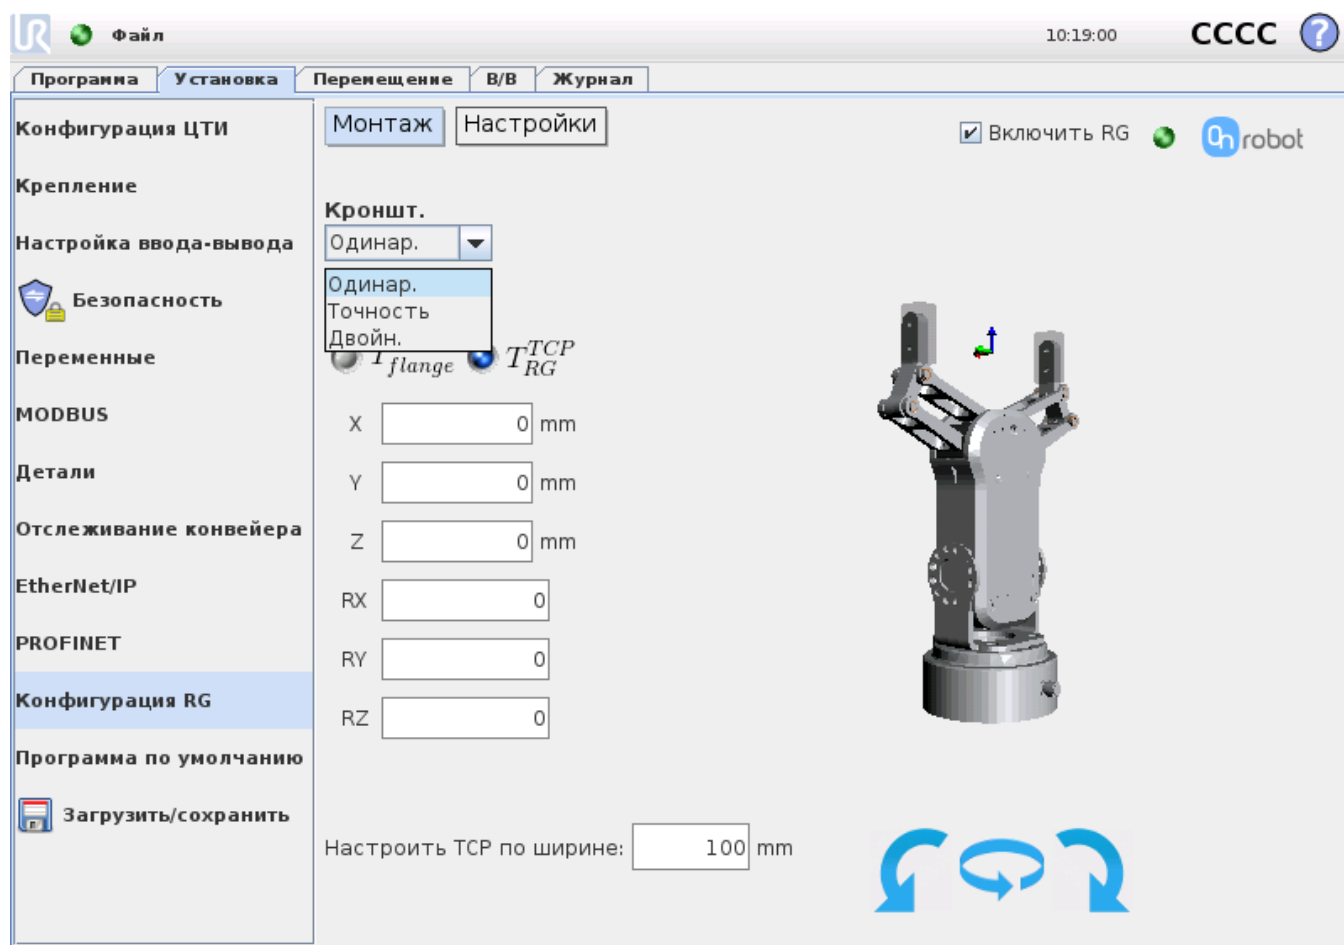 UR Файл 10:19:00 CCCC ?
Программа Установка Перемещение В/В Журнал
Конфигурация ЦТИ
Крепление
Настройка ввода-вывода
Безопасность
Переменные
MODBUS
Детали
Отслеживание конвейера
EtherNet/IP
PROFINET
Конфигурация RG
Программа по умолчанию
Загрузить/сохранить
Монтаж Настройки
Включить RG
On robot
Кроншт.
Одинар.
Одинар.
Точность
Двойн.
flange T RG TCP
X 0 mm
Y 0 mm
Z 0 mm
RX 0
RY 0
RZ 0
Настроить TCP по ширине: 100 mm